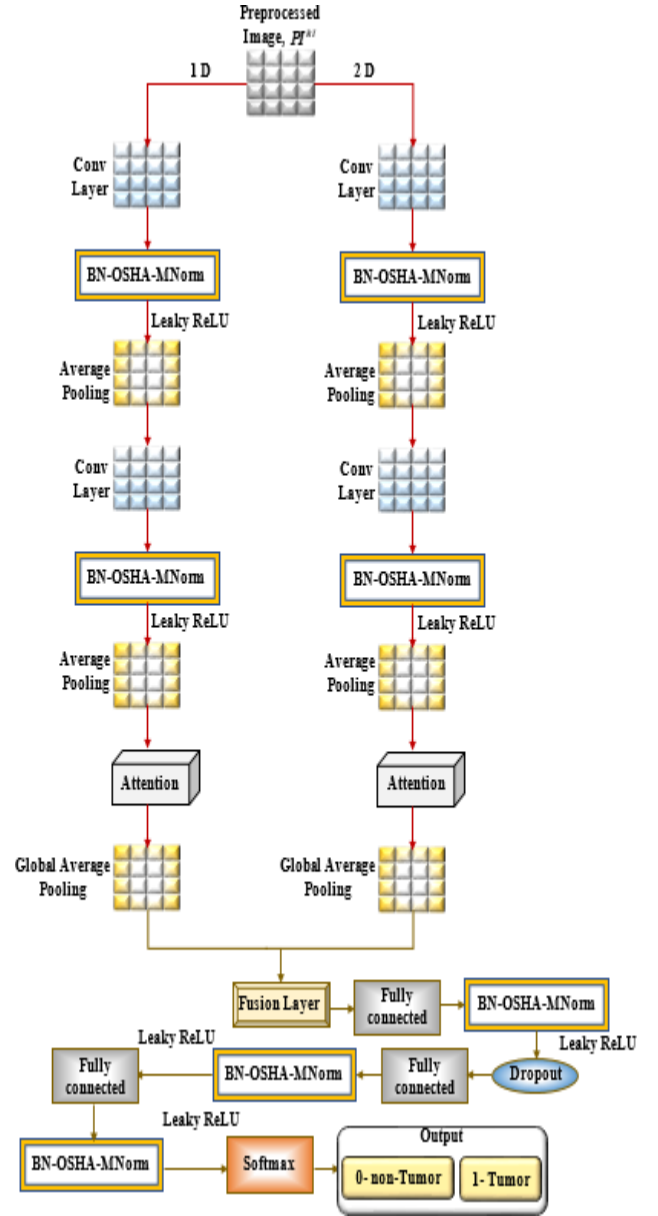 Preprocessed
Image, PI
1 D
2 D
Conv
Layer
Conv
Layer
BN-OSHA-MNorm
BN-OSHA-MNorm
Leaky ReLU
Leaky ReLU
Average
Pooling
Average
Pooling
Conv
Layer
Conv
Layer
BN-OSHA-MNorm
BN-OSHA-MNorm
Leaky ReLU
Leaky ReLU
Average
Pooling
Average
Pooling
Attention
Attention
Global Average
Pooling
Global Average
Pooling
Fusion Layer
Fully
connected
BN-OSHA-MNorm
Leaky ReLU
Dropout
Fully
connected
BN-OSHA-MNorm
Leaky ReLU
Fully
connected
Leaky ReLU
BN-OSHA-MNorm
Softmax
Output
0- non-Tumor
1- Tumor